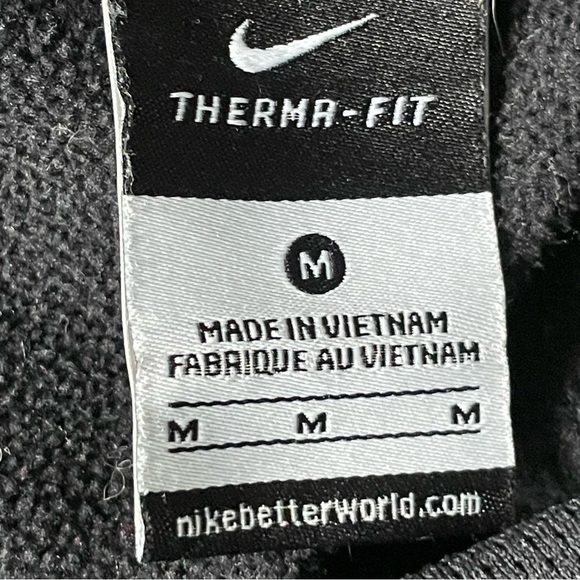 THERMA-FIT
M
MADE IN VIETNAM
FABRIQUE AU VIETNAM
M M M
nikebetterworld.com